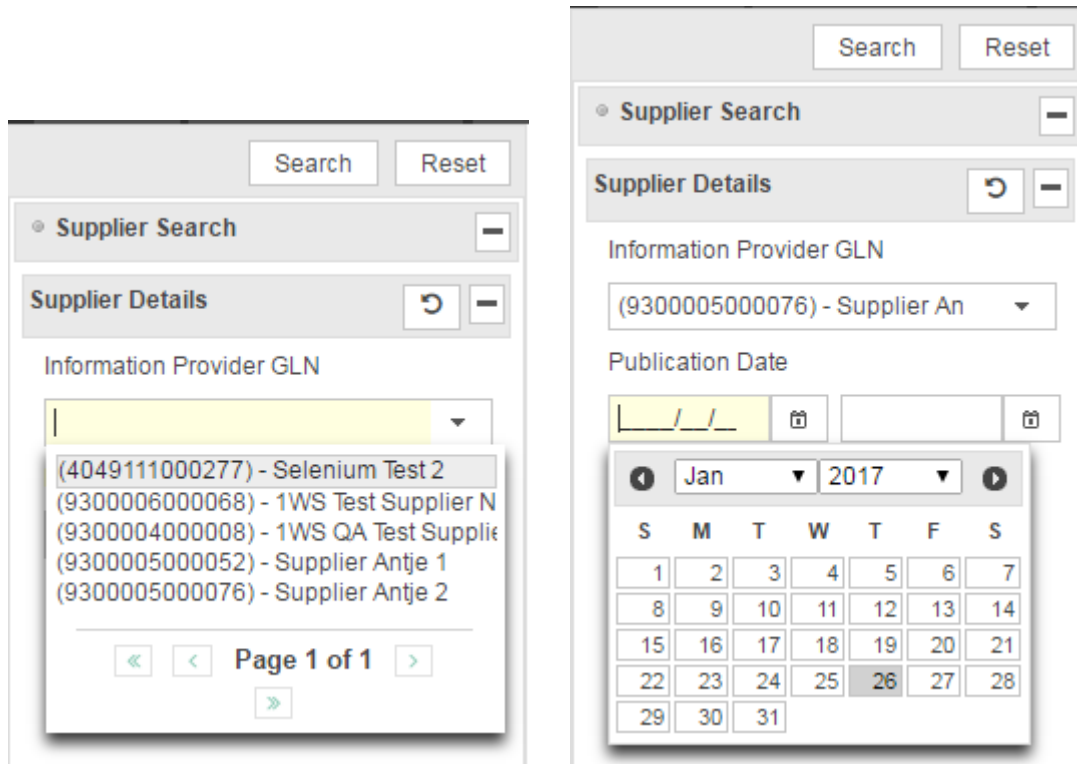 Search Reset
Supplier Search
Supplier Details
Information Provider GLN
(4049111000277) - Selenium Test 2
(9300006000068) - 1WS Test Supplier N
(9300004000008) - 1WS QA Test Supplie
(9300005000052) - Supplier Antje 1
(9300005000076) - Supplier Antje 2
« < Page 1 of 1 >
»
Search Reset
Supplier Search
Supplier Details
Information Provider GLN
(9300005000076) - Supplier An
Publication Date
____/__/__
Jan 2017
S M T W T F S
1 2 3 4 5 6 7
8 9 10 11 12 13 14
15 16 17 18 19 20 21
22 23 24 25 26 27 28
29 30 31